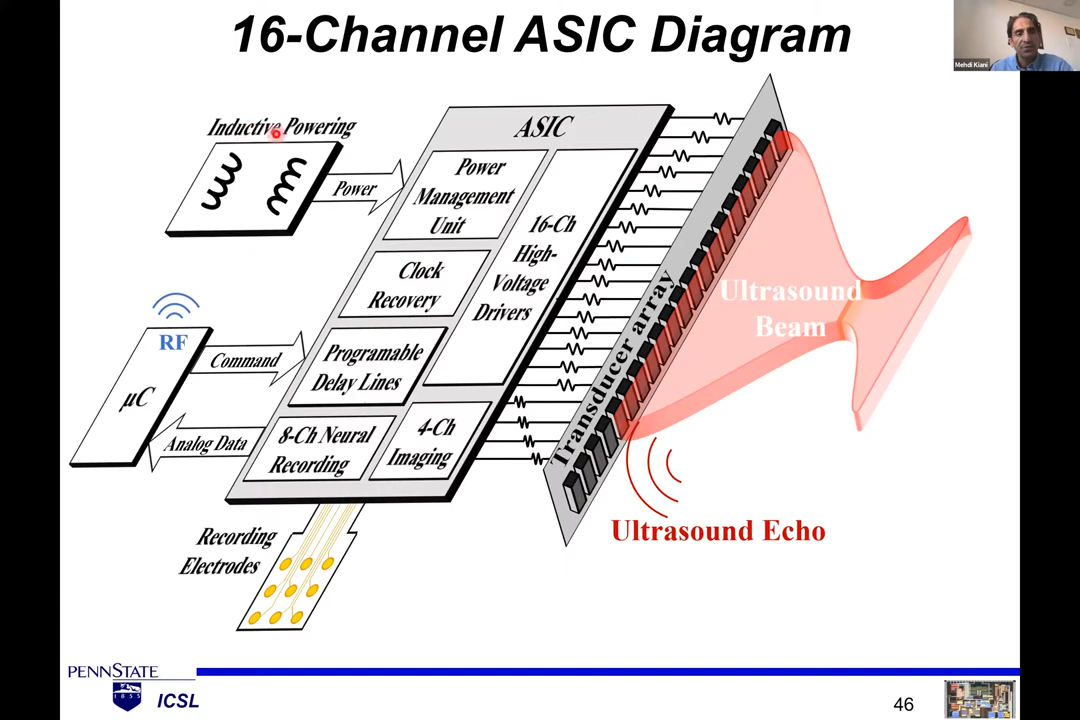 16-Channel ASIC Diagram
Mehdi Kiani
Inductive Powering
Power
ASIC
Power
Management
Unit
16-Ch
High-
Voltage
Drivers
Clock
Recovery
Programable
Delay Lines
8-Ch Neural
Recording
4-Ch
Imaging
RF
µC
Command
Analog Data
Recording
Electrodes
Transducer array
Ultrasound
Beam
Ultrasound Echo
PENNSTATE
1855
ICSL
46